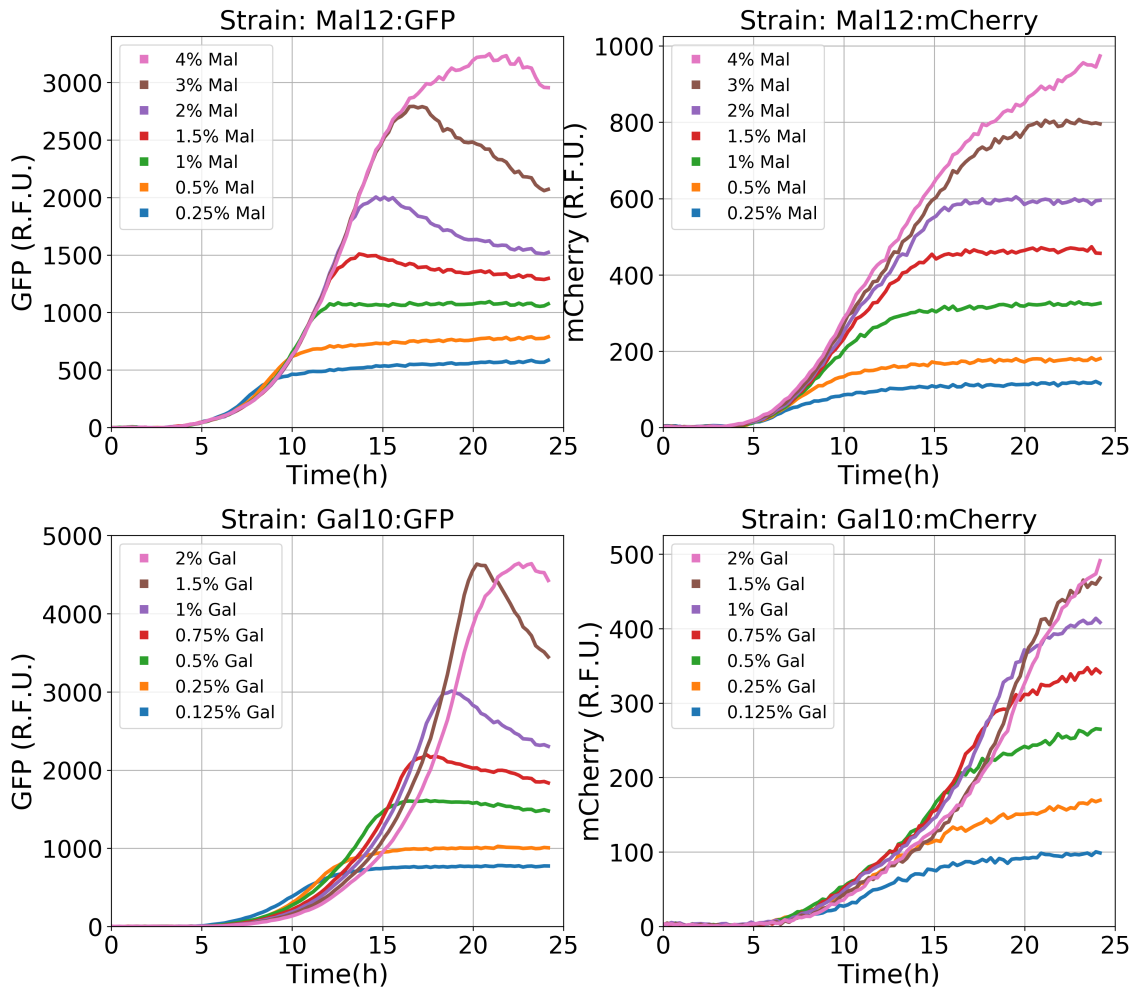 Strain: Mal12:GFP
GFP (R.F.U.)
3000
2500
2000
1500
1000
500
0
4% Mal
3% Mal
2% Mal
1.5% Mal
1% Mal
0.5% Mal
0.25% Mal
0 5 10 15 20 25
Time(h)
Strain: Mal12:mCherry
mCherry (R.F.U.)
1000
800
600
400
200
0
4% Mal
3% Mal
2% Mal
1.5% Mal
1% Mal
0.5% Mal
0.25% Mal
0 5 10 15 20 25
Time(h)
Strain: Gal10:GFP
GFP (R.F.U.)
5000
4000
3000
2000
1000
0
2% Gal
1.5% Gal
1% Gal
0.75% Gal
0.5% Gal
0.25% Gal
0.125% Gal
0 5 10 15 20 25
Time(h)
Strain: Gal10:mCherry
mCherry (R.F.U.)
500
400
300
200
100
0
2% Gal
1.5% Gal
1% Gal
0.75% Gal
0.5% Gal
0.25% Gal
0.125% Gal
0 5 10 15 20 25
Time(h)